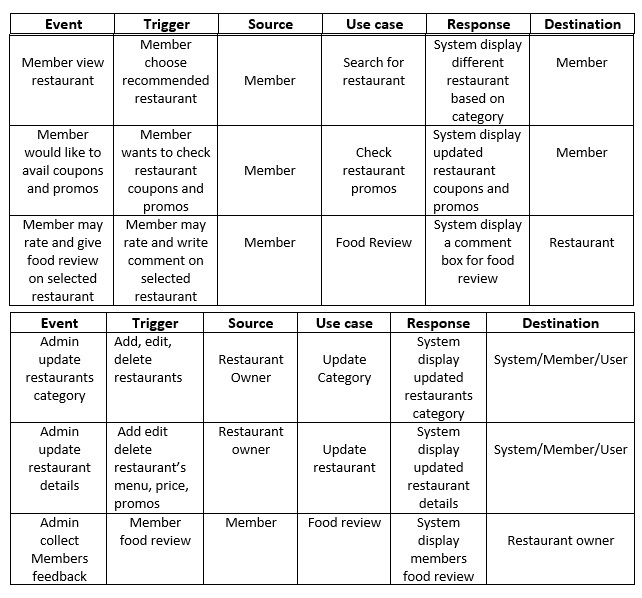 Event Trigger Source Use case Response Destination
Member view
restaurant
Member
choose
recommended
restaurant
Member
Search for
restaurant
System display
different
restaurant
based on
category
Member
Member
would like to
avail coupons
and promos
Member
wants to check
restaurant
coupons and
promos
Member
Check
restaurant
promos
System display
updated
restaurant
coupons and
promos
Member
Member may
rate and give
food review
on selected
restaurant
Member may
rate and write
comment on
selected
restaurant
Member
Food Review
System display
a comment
box for food
review
Restaurant
Event Trigger Source Use case Response Destination
Admin
update
restaurants
category
Add, edit,
delete
restaurants
Restaurant
Owner
Update
Category
System
display
updated
restaurants
category
System/Member/User
Admin
update
restaurant
details
Add edit
delete
restaurant’s
menu, price,
promos
Restaurant
owner
Update
restaurant
System
display
updated
restaurant
details
System/Member/User
Admin
collect
Members
feedback
Member
food review
Member
Food review
System
display
members
food review
Restaurant owner